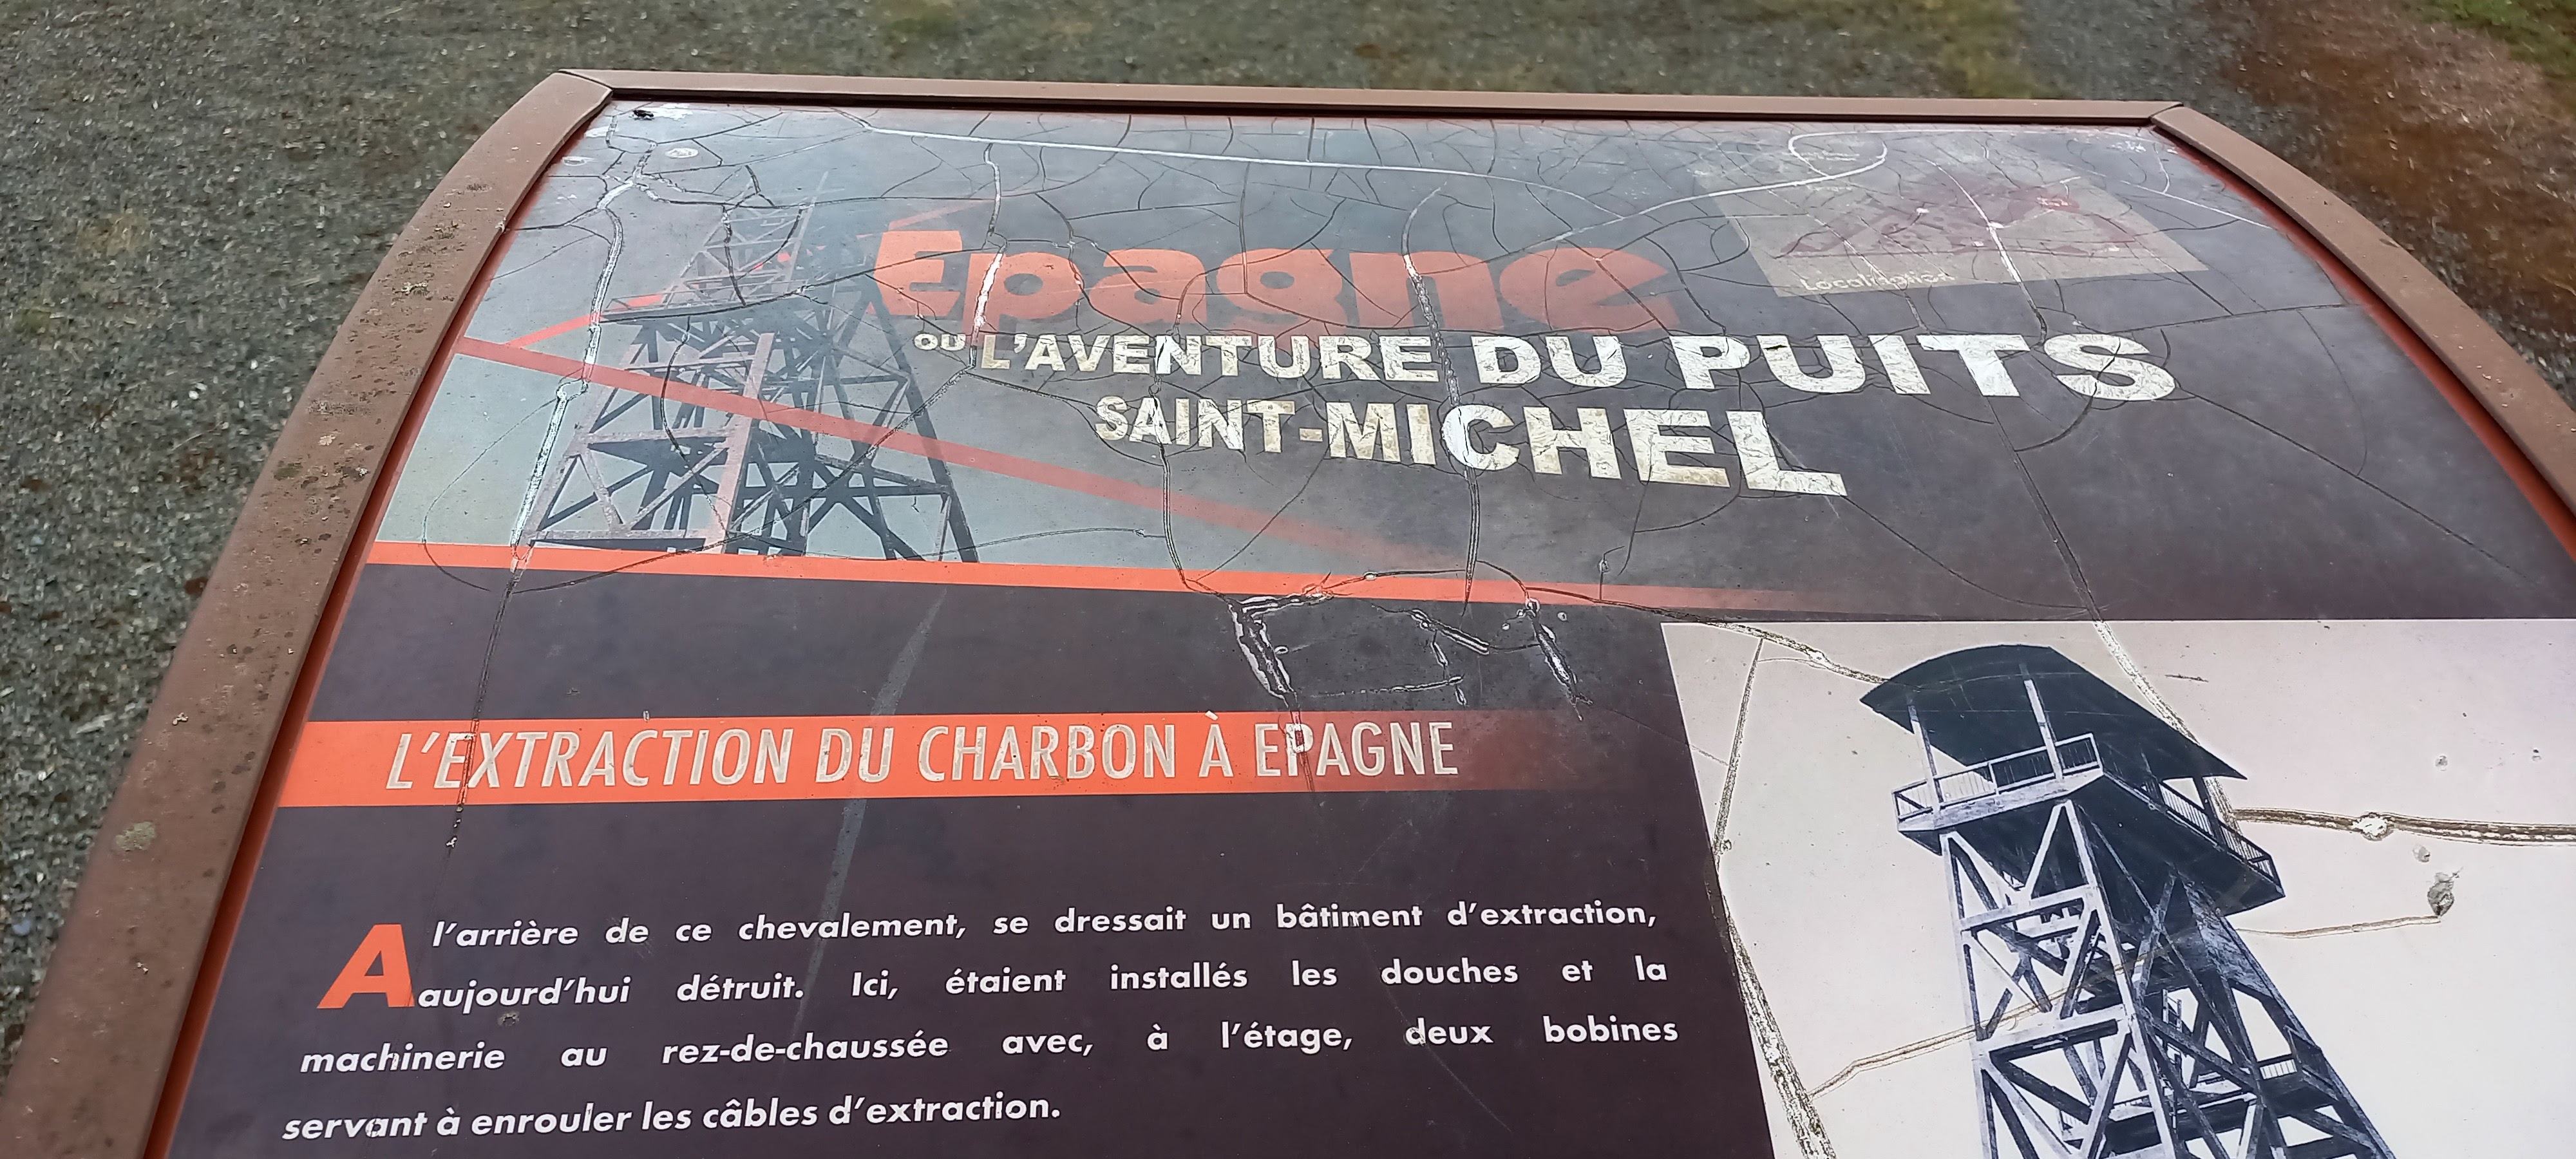 Epagne
Localisation
OU L'AVENTURE DU PUITS
SAINT-MICHEL
L'EXTRACTION DU CHARBON À EPAGNE
A l'arrière de ce chevalement, se dressait un bâtiment d'extraction,
aujourd'hui détruit. Ici, étaient installés les douches et la
machinerie au rez-de-chaussée avec, à l'étage, deux bobines
servant à enrouler les câbles d'extraction.